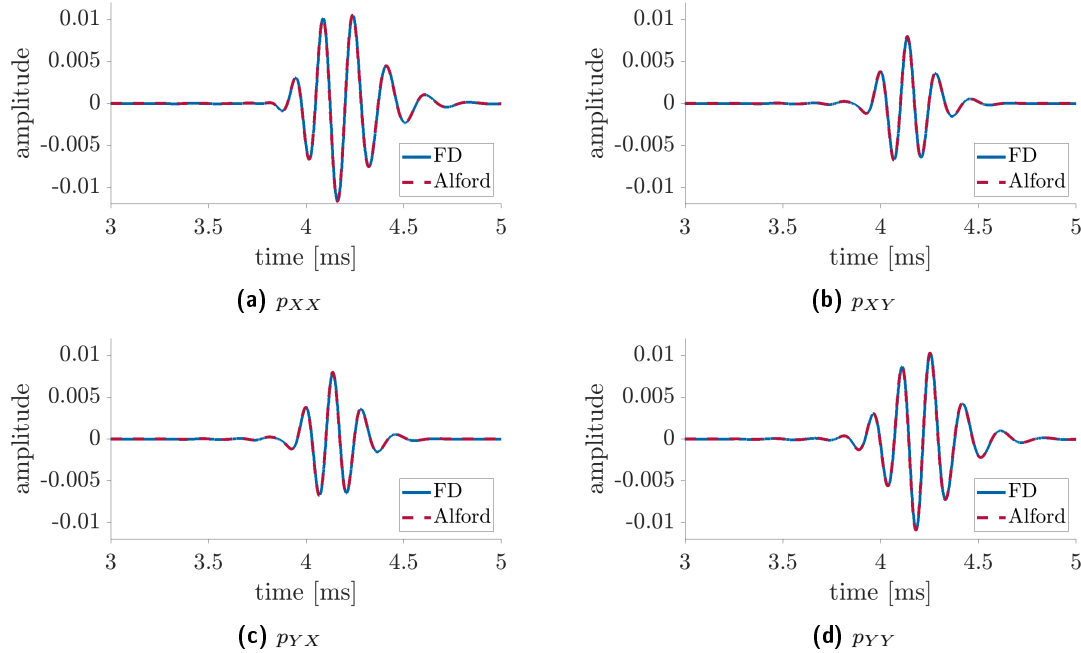 0.01
0.005
0
-0.005
-0.01
amplitude
FD
Alford
3 3.5 4 4.5 5
time [ms]
(a) pXX
0.01
0.005
0
-0.005
-0.01
amplitude
FD
Alford
3 3.5 4 4.5 5
time [ms]
(b) pXY
0.01
0.005
0
-0.005
-0.01
amplitude
FD
Alford
3 3.5 4 4.5 5
time [ms]
(c) pYX
0.01
0.005
0
-0.005
-0.01
amplitude
FD
Alford
3 3.5 4 4.5 5
time [ms]
(d) pYY